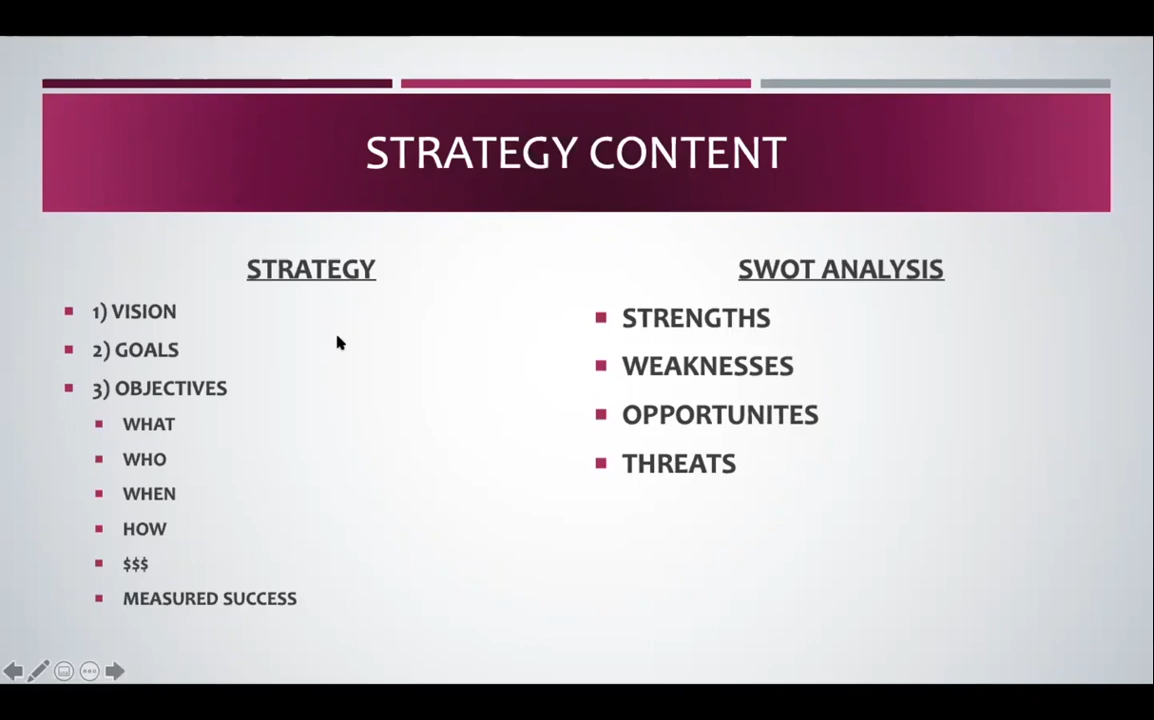 STRATEGY CONTENT
STRATEGY
1) VISION
2) GOALS
3) OBJECTIVES
WHAT
WHO
WHEN
HOW
$$$
MEASURED SUCCESS
SWOT ANALYSIS
STRENGTHS
WEAKNESSES
OPPORTUNITES
THREATS